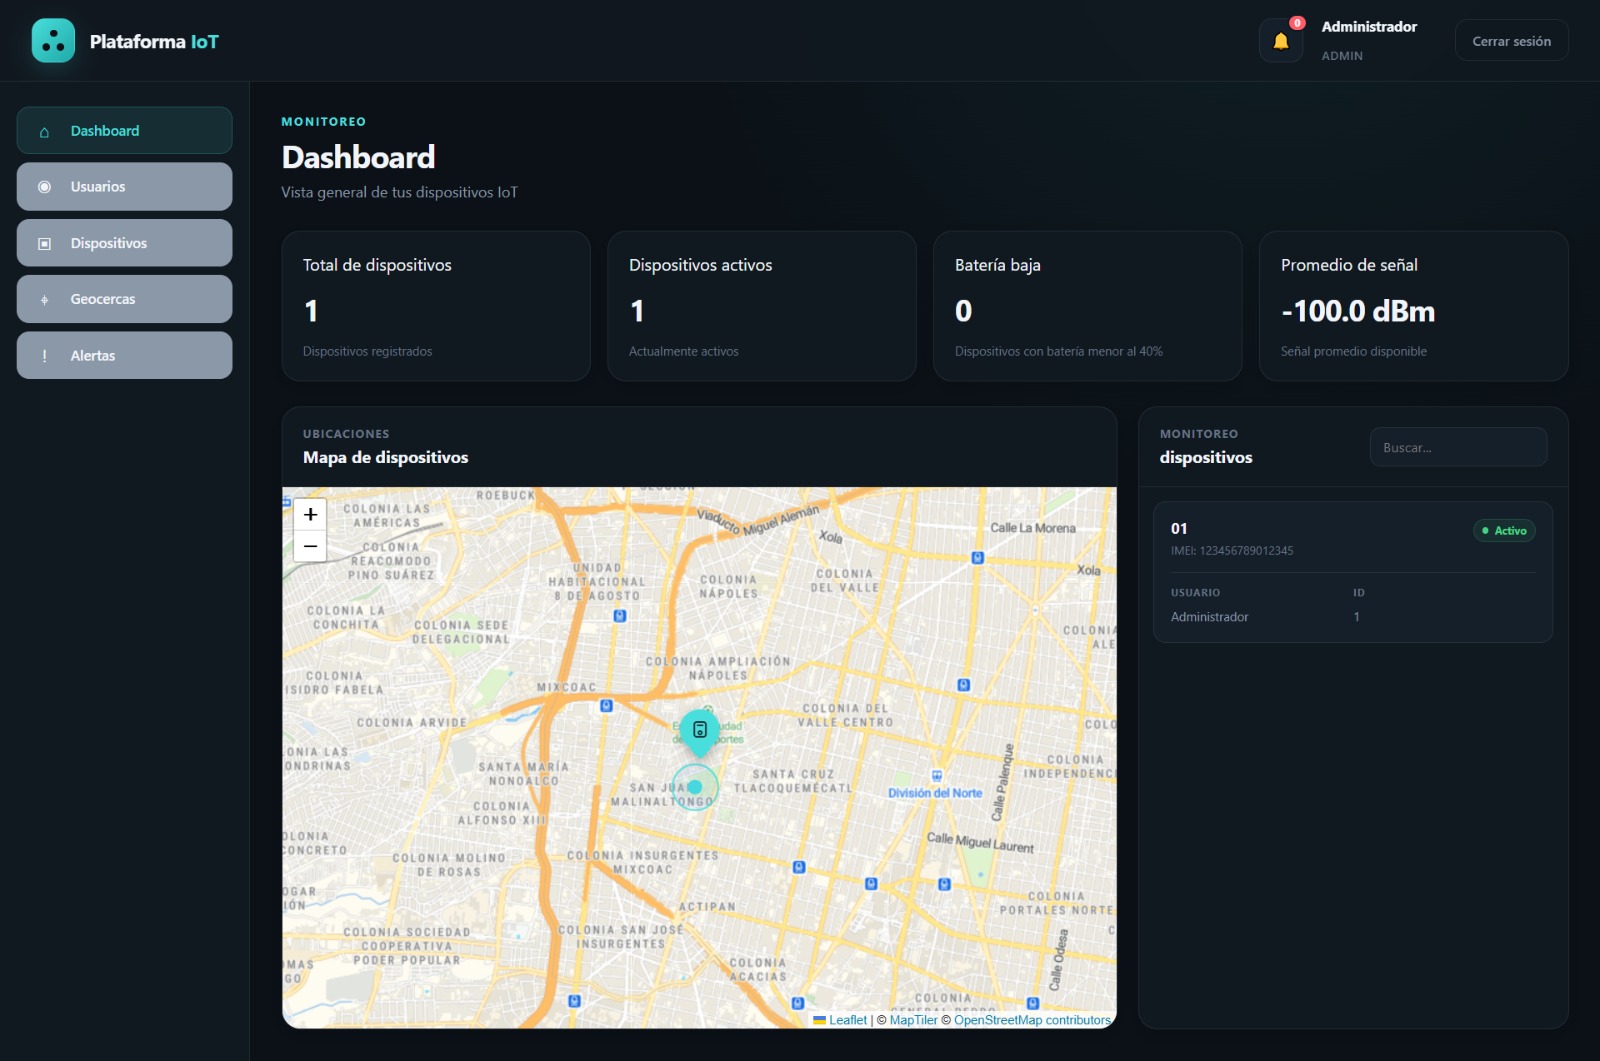 Plataforma IoT
0
Administrador
ADMIN
Cerrar sesión
Dashboard
Usuarios
Dispositivos
Geocercas
! Alertas
MONITOREO
Dashboard
Vista general de tus dispositivos IoT
Total de dispositivos
1
Dispositivos registrados
Dispositivos activos
1
Actualmente activos
Batería baja
0
Dispositivos con batería menor al 40%
Promedio de señal
-100.0 dBm
Señal promedio disponible
UBICACIONES
Mapa de dispositivos
+
−
ROEBUCK
COLONIA LAS
AMÉRICAS
Viaducto Miguel Alemán
Xola
Calle La Morena
COLONIA
REACOMODO
PINO SUÁREZ
UNIDAD
HABITACIONAL
8 DE AGOSTO
COLONIA
NÁPOLES
COLONIA
DEL VALLE
Xola
COLONIA LA
CONCHITA
COLONIA SEDE
DELEGACIONAL
COLONIA AMPLIACIÓN
NÁPOLES
COLONIA
ISIDRO FABELA
MIXCOAC
COLONIA ARVIDE
COLONIA DEL
VALLE CENTRO
SANTA MARÍA
NONOALCO
SANTA CRUZ
TLACOQUEMÉCATL
COLONIA
División del Norte
Calle Palenque
COLONIA
ALFONSO XIII
MALINALTONGO
Calle Miguel Laurent
COLONIA MOLINO
DE ROSAS
COLONIA INSURGENTES
MIXCOAC
ACTIPAN
COLONIA
PORTALES NORTE
COLONIA SOCIEDAD
COOPERATIVA
PODER POPULAR
COLONIA SAN JOSÉ
INSURGENTES
COLONIA
ACACIAS
Calle Odesa
COLONIA
Leaflet | © MapTiler © OpenStreetMap contributors
MONITOREO
dispositivos
Buscar...
01
Activo
IMEI: 123456789012345
USUARIO ID
Administrador 1